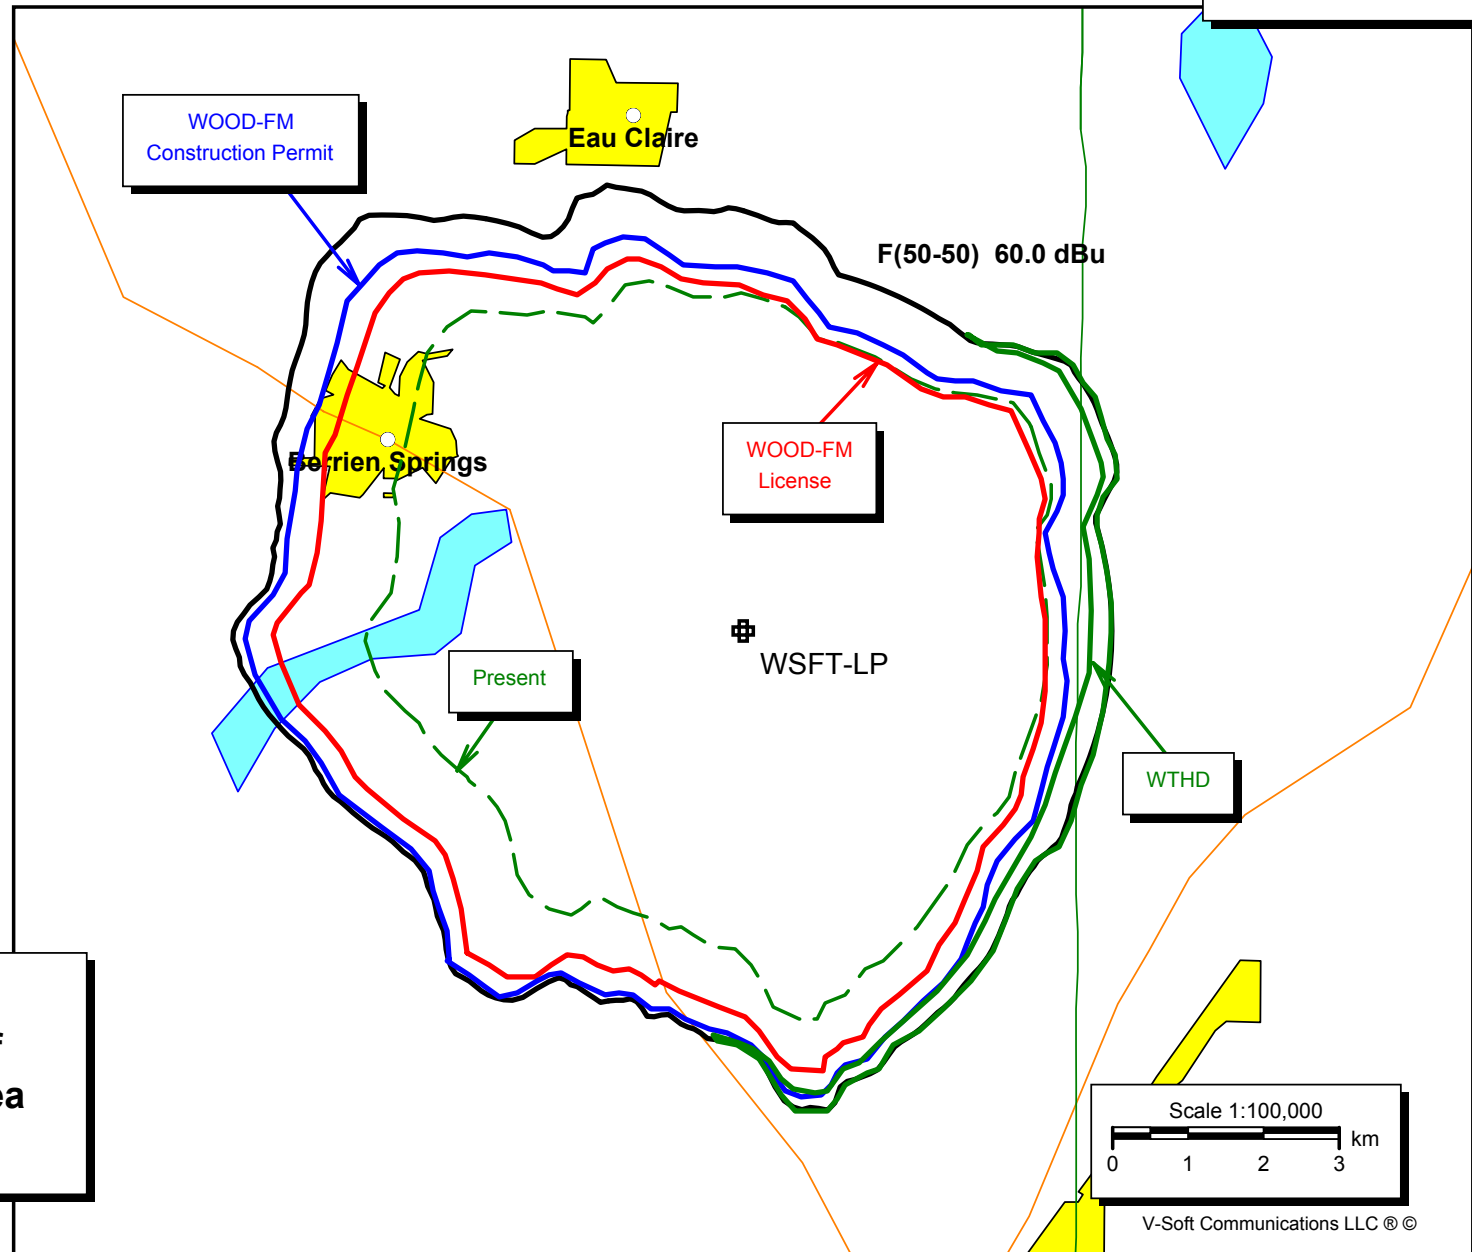 WOOD-FM
Construction Permit
Eau Claire
F(50-50) 60.0 dBu
Berrien Springs
WOOD-FM
License
WSFT-LP
Present
WTHD
Scale 1:100,000
km
0 1 2 3
V-Soft Communications LLC ® ©